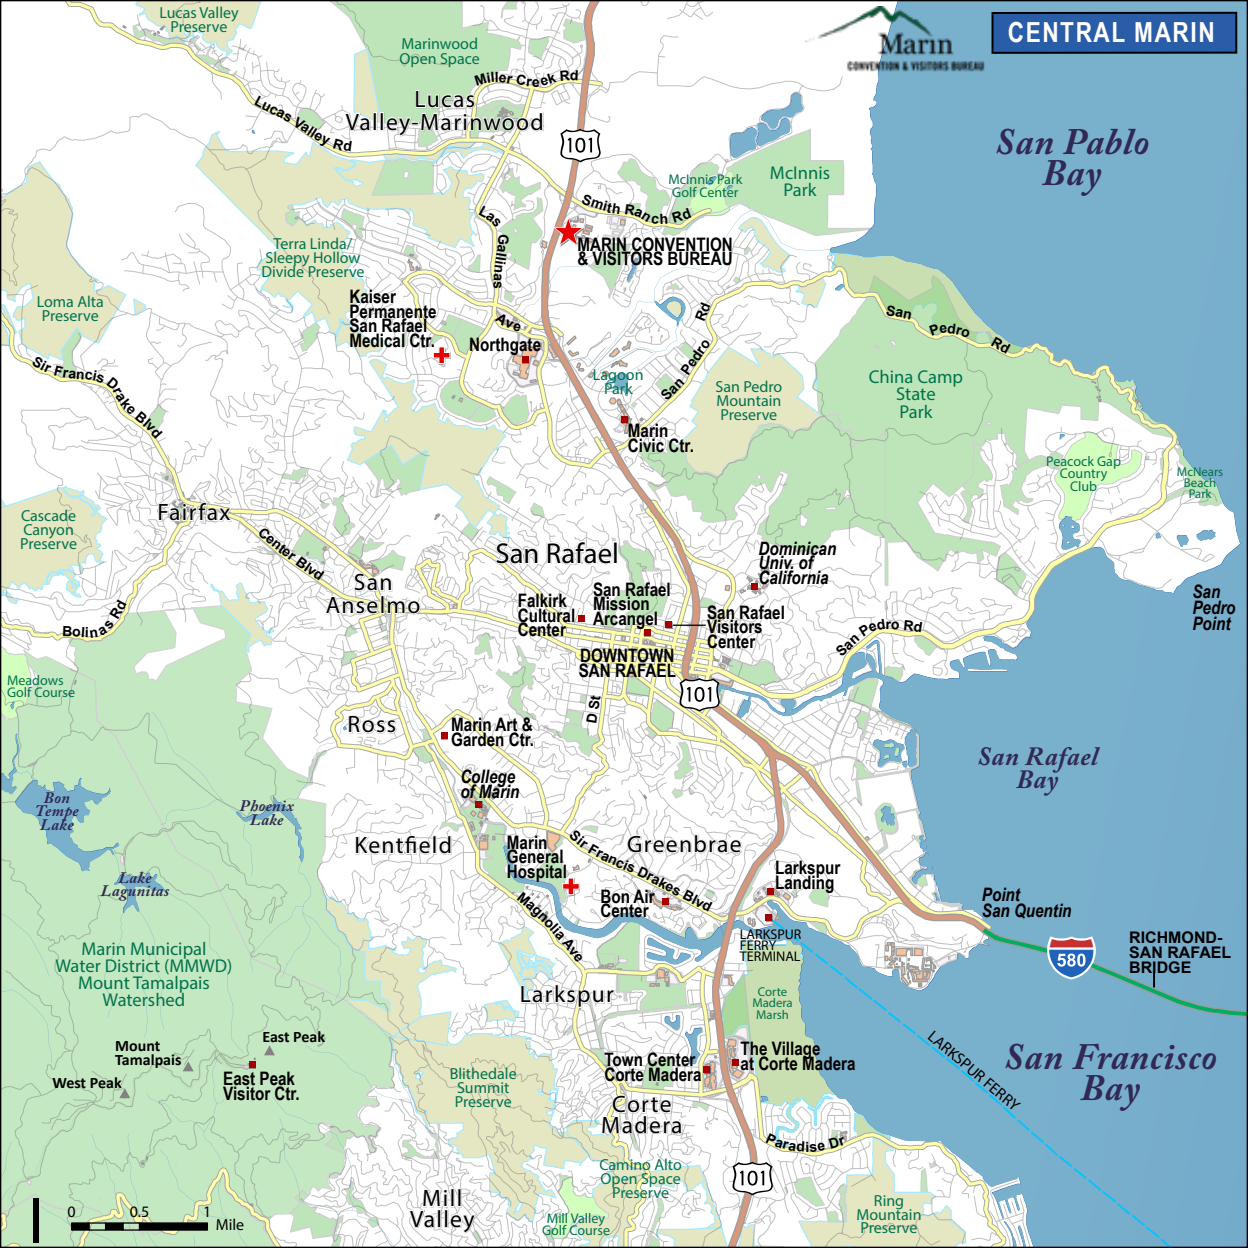 Lucas Valley
Preserve
Marinwood
Open Space
Marin
CONVENTION & VISITORS BUREAU
CENTRAL MARIN
Miller Creek Rd
Lucas
Valley-Marinwood
Lucas Valley Rd
101
San Pablo
Bay
McInnis Park
Golf Center
McInnis
Park
Smith Ranch Rd
Las Gallinas Ave
MARIN CONVENTION
& VISITORS BUREAU
Terra Linda/
Sleepy Hollow
Divide Preserve
Loma Alta
Preserve
Kaiser
Permanente
San Rafael
Medical Ctr.
Northgate
San Pedro Rd
San Pedro Rd
Lagoon
Park
Sir Francis Drake Blvd
San Pedro
Mountain
Preserve
China Camp
State
Park
Marin
Civic Ctr.
Peacock Gap
Country
Club
McNears
Beach
Park
Fairfax
Cascade
Canyon
Preserve
Center Blvd
San Rafael
Dominican
Univ. of
California
San
Anselmo
Falkirk
Cultural
Center
San Rafael
Mission
Arcangel
San Rafael
Visitors
Center
San
Pedro
Point
Bolinas Rd
San Pedro Rd
DOWNTOWN
SAN RAFAEL
101
Meadows
Golf Course
D St
Ross
Marin Art &
Garden Ctr.
San Rafael
Bay
College
of Marin
Bon
Tempe
Lake
Phoenix
Lake
Kentfield
Marin
General
Hospital
Sir Francis Drakes Blvd
Greenbrae
Larkspur
Landing
Lake
Lagunitas
Bon Air
Center
Magnolia Ave
Point
San Quentin
LARKSPUR
FERRY
TERMINAL
580
RICHMOND-
SAN RAFAEL
BRIDGE
Marin Municipal
Water District (MMWD)
Mount Tamalpais
Watershed
Larkspur
Corte
Madera
Marsh
East Peak
Mount
Tamalpais
West Peak
East Peak
Visitor Ctr.
Town Center
Corte Madera
The Village
at Corte Madera
LARKSPUR FERRY
San Francisco
Bay
Blithedale
Summit
Preserve
Corte
Madera
Paradise Dr
Camino Alto
Open Space
Preserve
101
Mill
Valley
Mill Valley
Golf Course
Ring
Mountain
Preserve
0 0.5 1
Mile